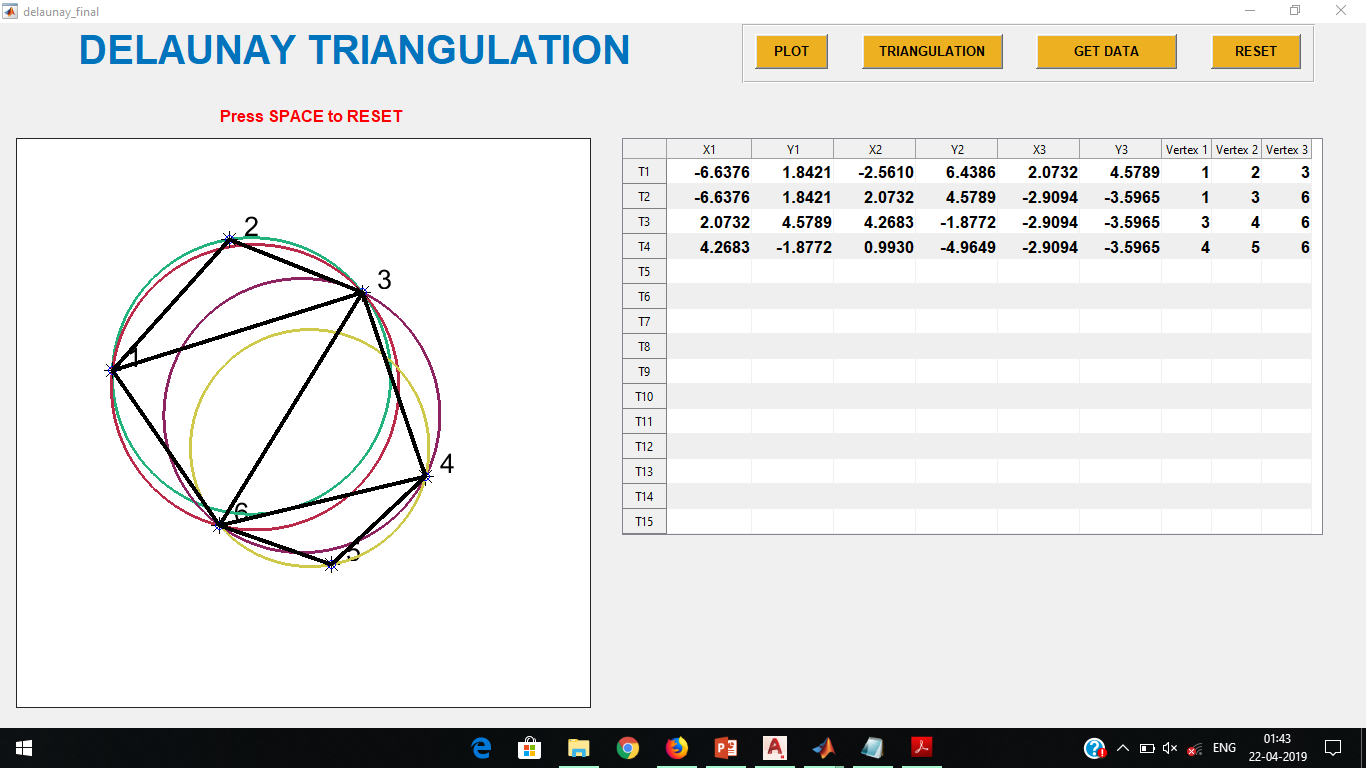 delaunay_final
DELAUNAY TRIANGULATION
PLOT TRIANGULATION GET DATA RESET
Press SPACE to RESET
X1 Y1 X2 Y2 X3 Y3 Vertex 1 Vertex 2 Vertex 3
T1 -6.6376 1.8421 -2.5610 6.4386 2.0732 4.5789 1 2 3
T2 -6.6376 1.8421 2.0732 4.5789 -2.9094 -3.5965 1 3 6
T3 2.0732 4.5789 4.2683 -1.8772 -2.9094 -3.5965 3 4 6
T4 4.2683 -1.8772 0.9930 -4.9649 -2.9094 -3.5965 4 5 6
T5
T6
T7
T8
T9
T10
T11
T12
T13
T14
T15
2
3
1
4
6
5
ENG
01:43
22-04-2019